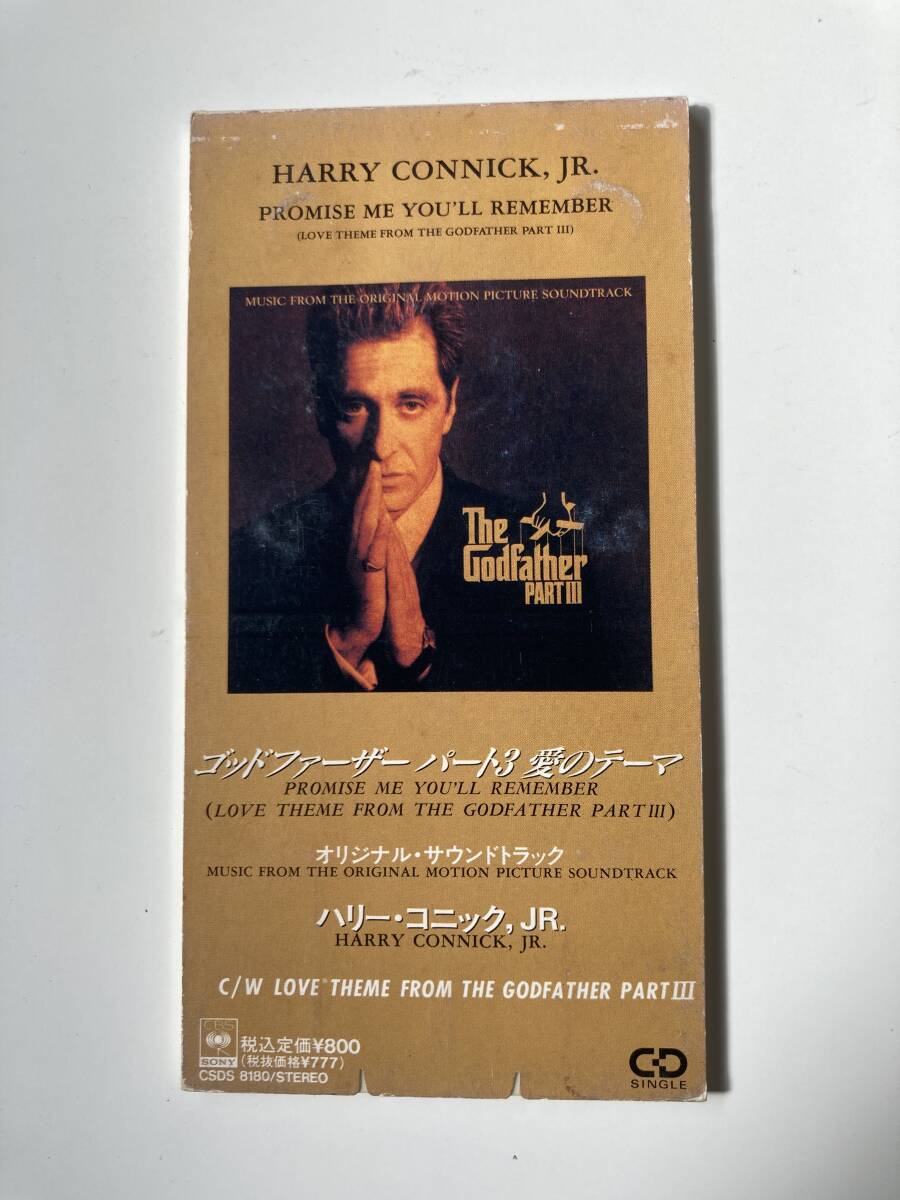 HARRY CONNICK, JR.
PROMISE ME YOU'LL REMEMBER
(LOVE THEME FROM THE GODFATHER PART III)
MUSIC FROM THE ORIGINAL MOTION PICTURE SOUNDTRACK
The
Godfather
PART III
ゴッドファーザー パート3 愛のテーマ
PROMISE ME YOU'LL REMEMBER
(LOVE THEME FROM THE GODFATHER PART III)
オリジナル・サウンドトラック
MUSIC FROM THE ORIGINAL MOTION PICTURE SOUNDTRACK
ハリー・コニック, JR.
HARRY CONNICK, JR.
C/W LOVE THEME FROM THE GODFATHER PART III
CBS
SONY
税込定価¥800
(税抜価格¥777)
CSDS 8180/STEREO
CD
SINGLE